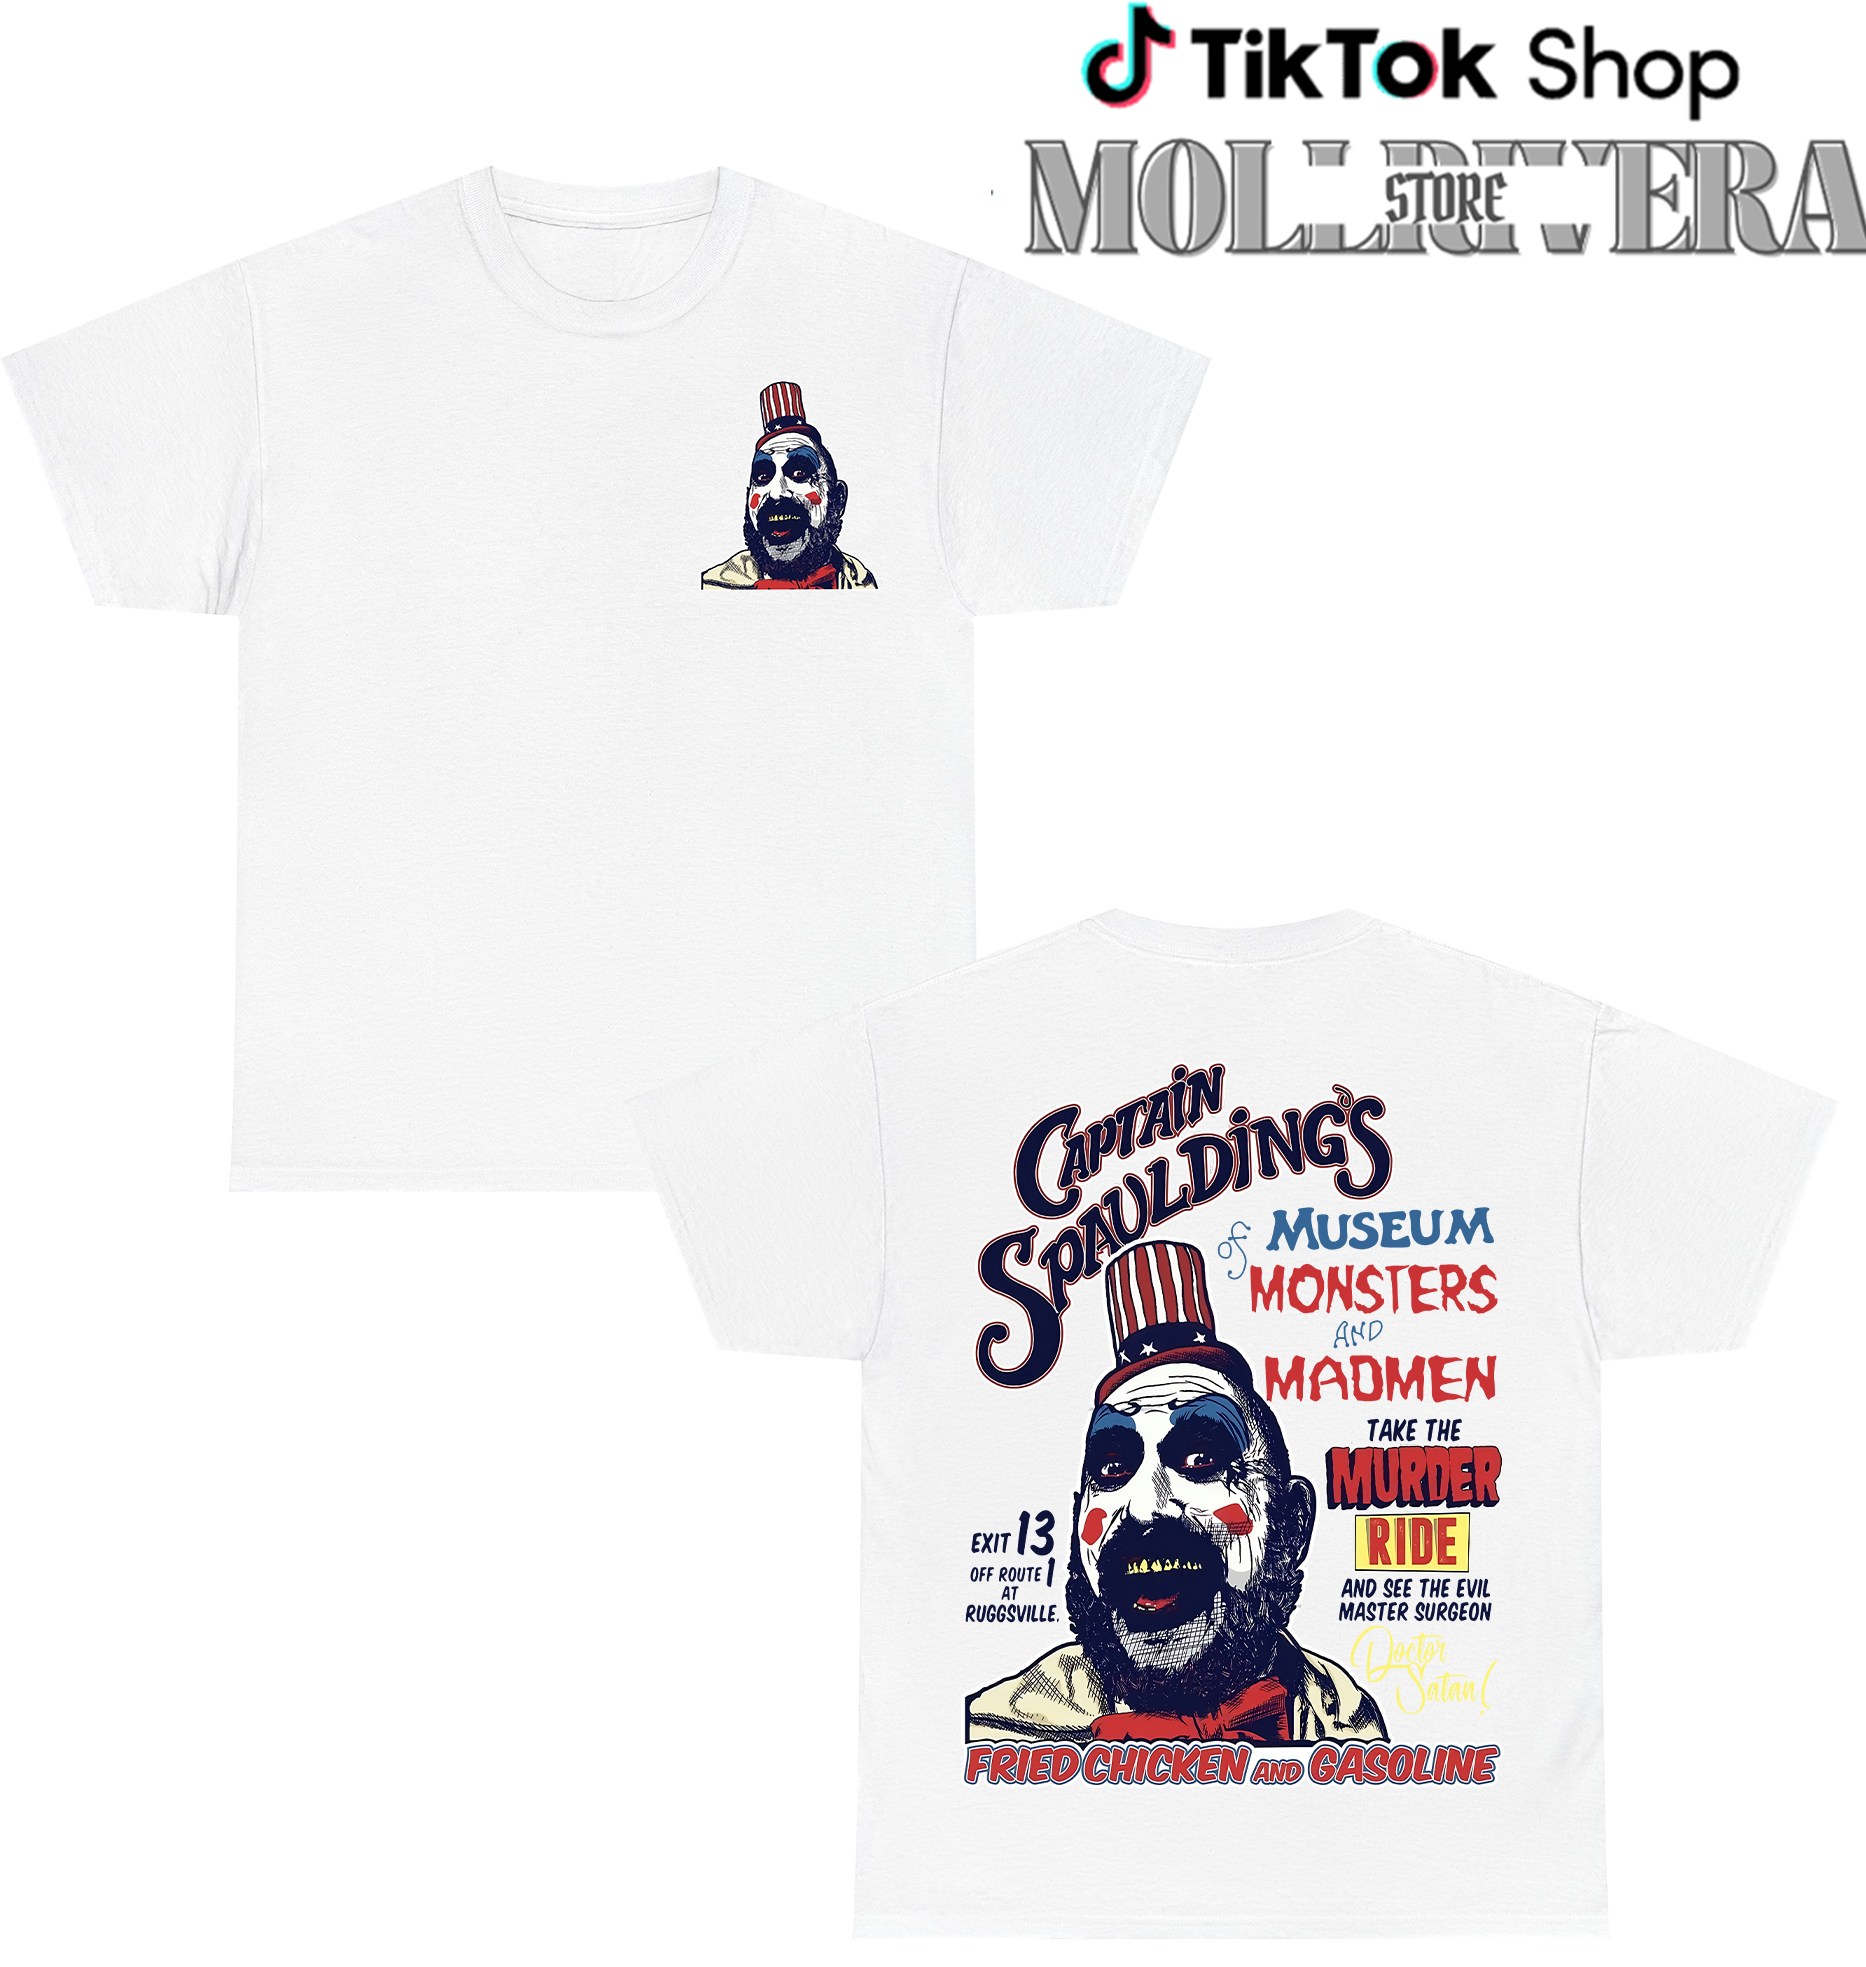 TikTok Shop
MOLLRIVERA
STORE
CAPTAIN
SPAULDING'S
MUSEUM
of
MONSTERS
AND
MADMEN
TAKE THE
MURDER
RIDE
AND SEE THE EVIL
MASTER SURGEON
Doctor
Satan!
EXIT 13
OFF ROUTE 1
AT
RUGGSVILLE.
FRIED CHICKEN AND GASOLINE